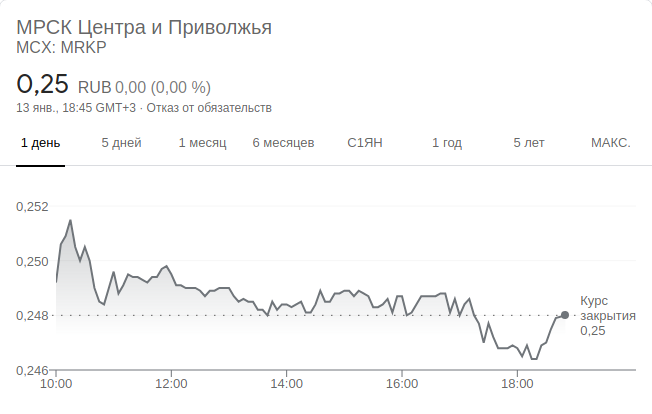 МРСК Центра и Приволжья
MCX: MRKP
0,25 RUB 0,00 (0,00 %)
13 янв., 18:45 GMT+3 · Отказ от обязательств
1 день 5 дней 1 месяц 6 месяцев С1ЯН 1 год 5 лет МАКС.
0,252
0,250
0,248
0,246
Курс
закрытия
0,25
10:00 12:00 14:00 16:00 18:00